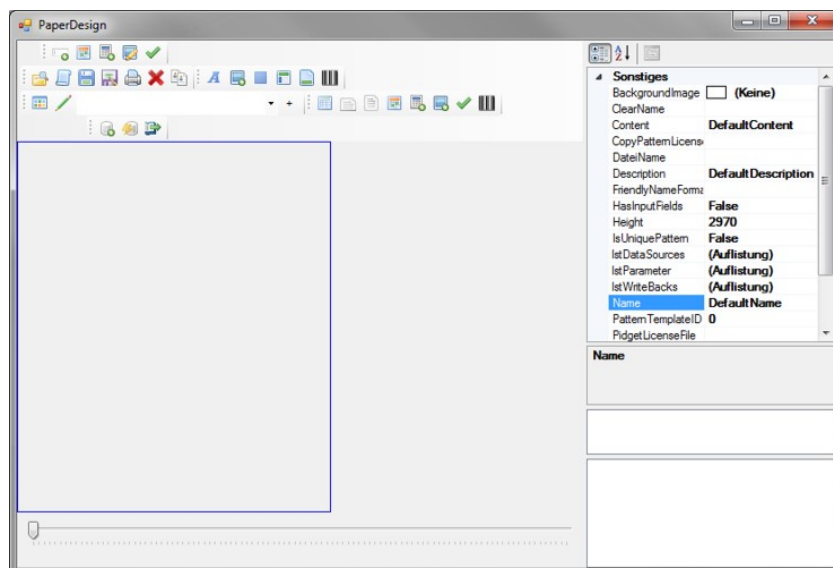 PaperDesign
Sonstiges
BackgroundImage (Keine)
ClearName
Content DefaultContent
CopyPatternLicens
DateiName
Description DefaultDescription
FriendlyNameForma
HasInputFields False
Height 2970
IsUniquePattern False
lstDataSources (Auflistung)
lstParameter (Auflistung)
lstWriteBacks (Auflistung)
Name DefaultName
PatternTemplateID 0
PidgetLicenseFile
Name